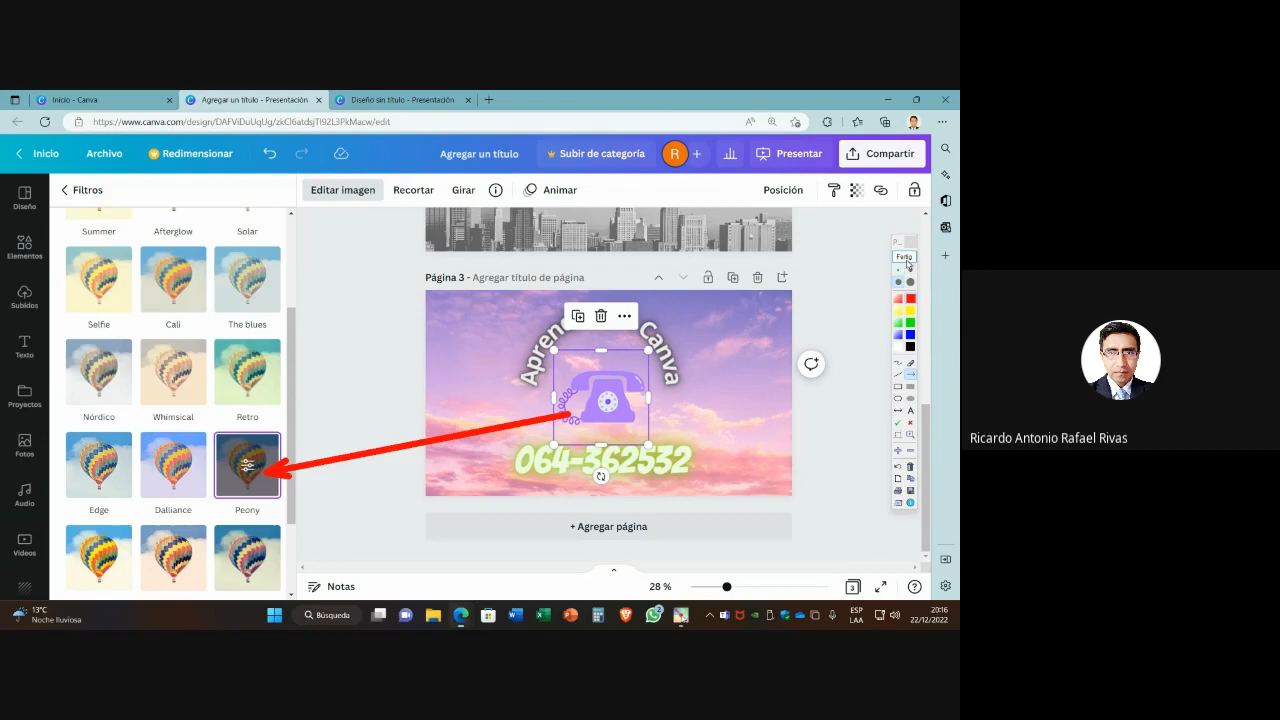 Inicio - Canva
Agregar un título - Presentación
Diseño sin título - Presentación
https://www.canva.com/design/DAFViDuUqUg/zkCl6atdsjTl92L3PkMacw/edit
Inicio
Archivo
Redimensionar
Agregar un título
Subir de categoría
R
Presentar
Compartir
Diseño
Elementos
Subidos
Texto
Proyectos
Fotos
Audio
Videos
Filtros
Summer Afterglow Solar
Selfie Cali The blues
Nórdico Whimsical Retro
Edge Dalliance Peony
Editar imagen
Recortar
Girar
Animar
Posición
Página 3 - Agregar título de página
Canva
064-362532
+ Agregar página
Notas
28 %
3
Fertig
Ricardo Antonio Rafael Rivas
13°C
Noche lluviosa
Búsqueda
ESP
LAA
20:16
22/12/2022